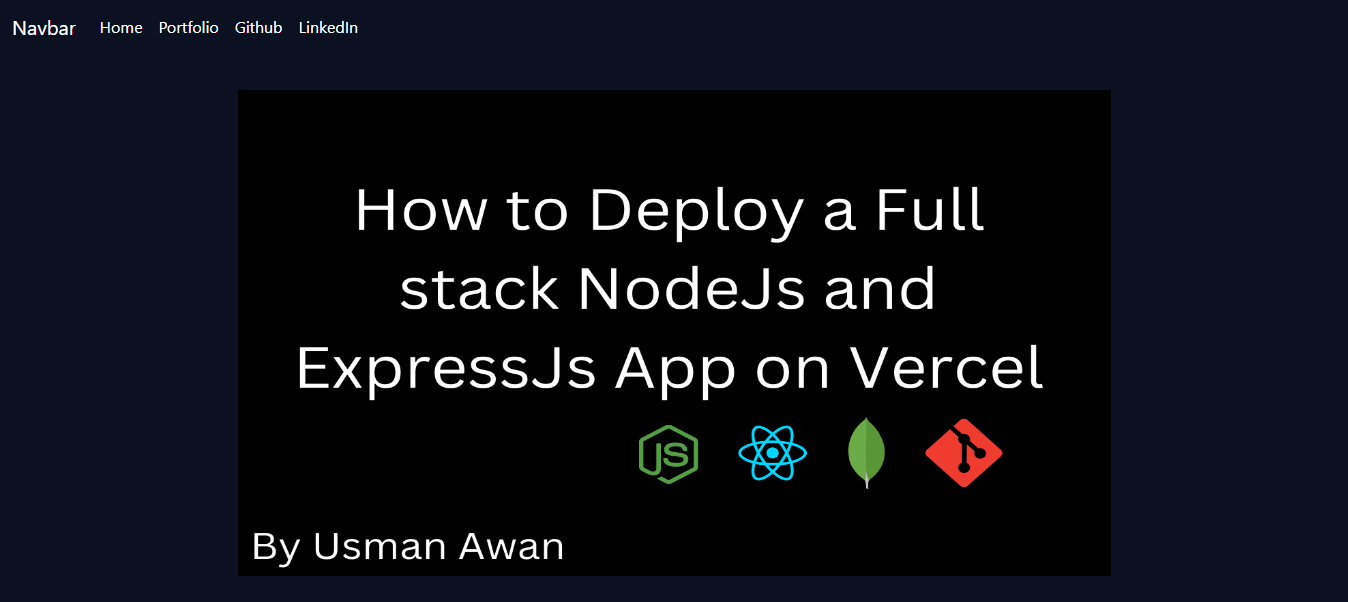 Navbar Home Portfolio Github LinkedIn
How to Deploy a Full
stack NodeJs and
ExpressJs App on Vercel
JS
By Usman Awan